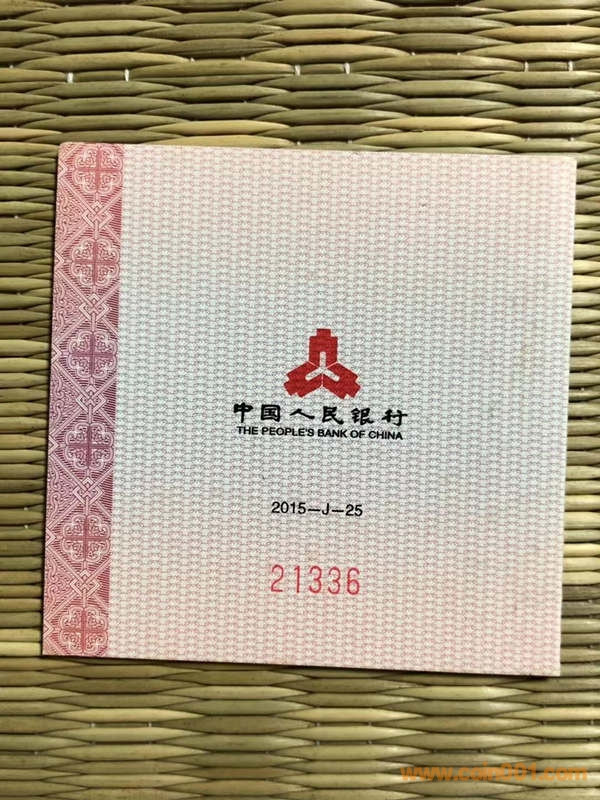 中国人民银行
THE PEOPLE'S BANK OF CHINA
2015—J—25
21336
www.coin001.com